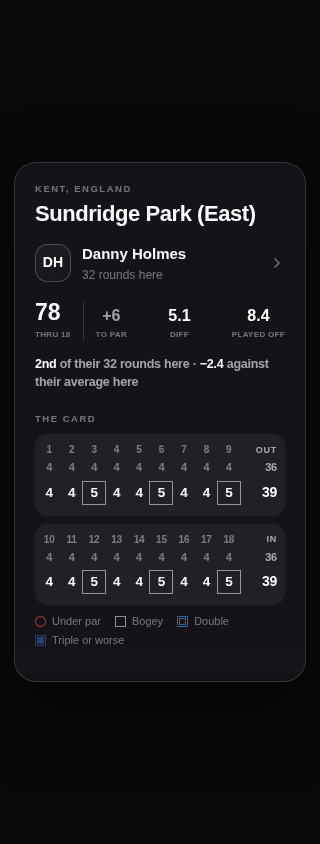 KENT, ENGLAND
Sundridge Park (East)
DH
Danny Holmes
32 rounds here
78
THRU 18
+6
TO PAR
5.1
DIFF
8.4
PLAYED OFF
2nd of their 32 rounds here · −2.4 against
their average here
THE CARD
1 2 3 4 5 6 7 8 9 OUT
4 4 4 4 4 4 4 4 4 36
4 4 5 4 4 5 4 4 5 39
10 11 12 13 14 15 16 17 18 IN
4 4 4 4 4 4 4 4 4 36
4 4 5 4 4 5 4 4 5 39
Under par Bogey Double
Triple or worse